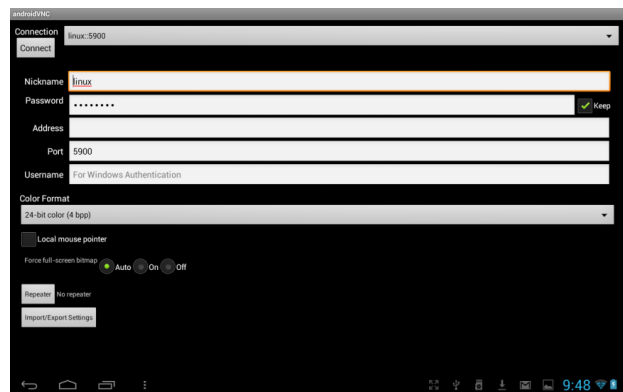 androidVNC
Connection linux::5900
Connect
Nickname linux
Password ........ Keep
Address
Port 5900
Username For Windows Authentication
Color Format
24-bit color (4 bpp)
Local mouse pointer
Force full-screen bitmap Auto On Off
Repeater No repeater
Import/Export Settings
9:48